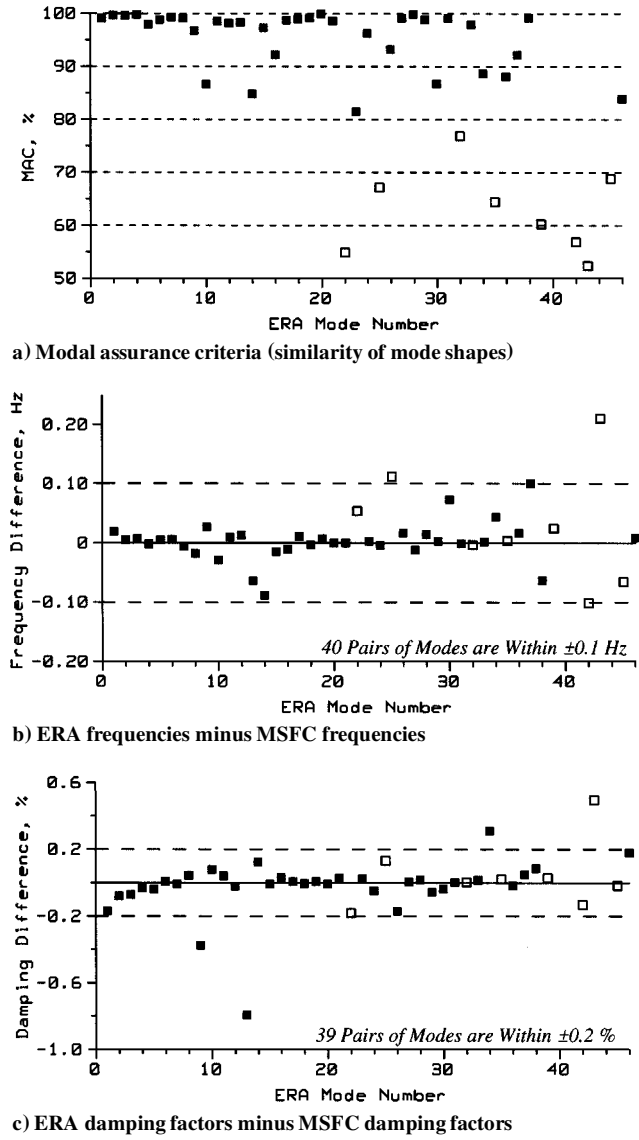 100
90
80
70
60
50
MAC, %
0 10 20 30 40
ERA Mode Number
a) Modal assurance criteria (similarity of mode shapes)
Frequency Difference, Hz
0.20
0.10
0
-0.10
-0.20
40 Pairs of Modes are Within ±0.1 Hz
0 10 20 30 40
ERA Mode Number
b) ERA frequencies minus MSFC frequencies
Damping Difference, %
0.6
0.2
-0.2
-0.6
-1.0
39 Pairs of Modes are Within ±0.2 %
0 10 20 30 40
ERA Mode Number
c) ERA damping factors minus MSFC damping factors